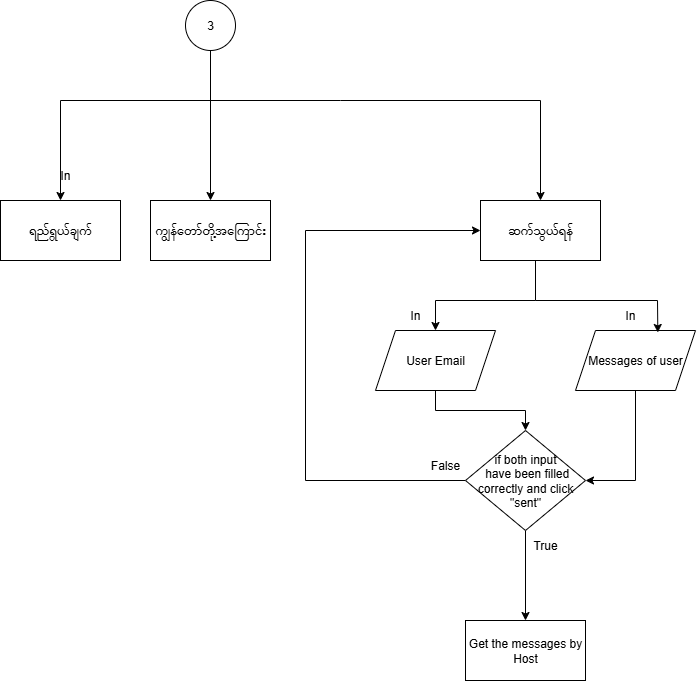 3
In
ရည်ရွယ်ချက်
ကျွန်တော်တို့အကြောင်း
ဆက်သွယ်ရန်
In
In
User Email
Messages of user
if both input
have been filled
correctly and click
"sent"
False
True
Get the messages by
Host